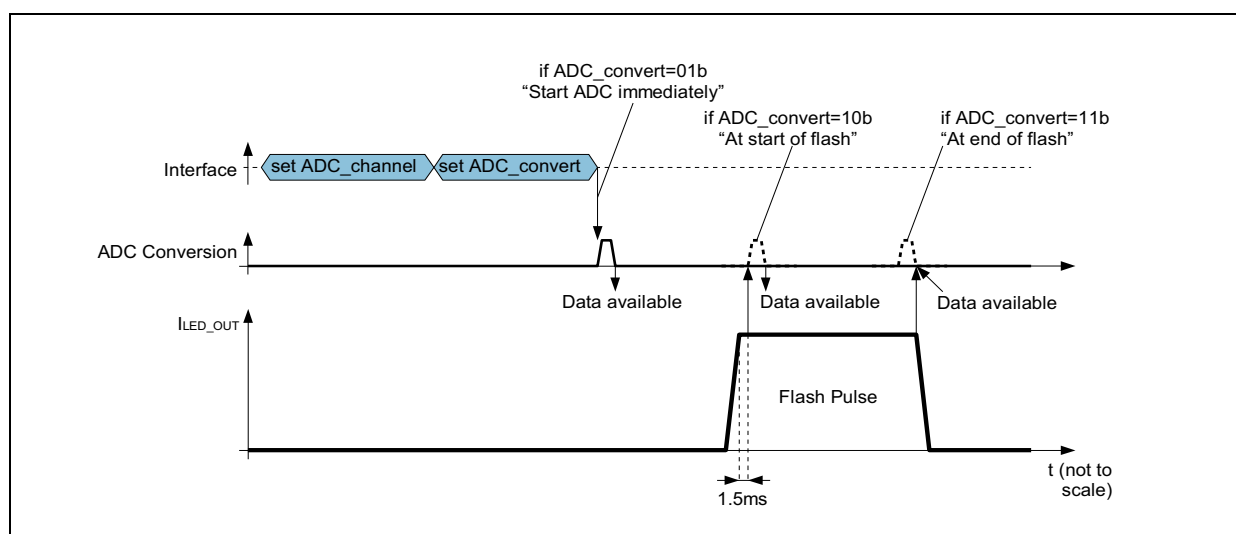 if ADC_convert=01b
“Start ADC immediately”
if ADC_convert=10b
“At start of flash”
if ADC_convert=11b
“At end of flash”
Interface
set ADC_channel
set ADC_convert
ADC Conversion
Data available
Data available
Data available
ILED_OUT
Flash Pulse
t (not to
scale)
1.5ms